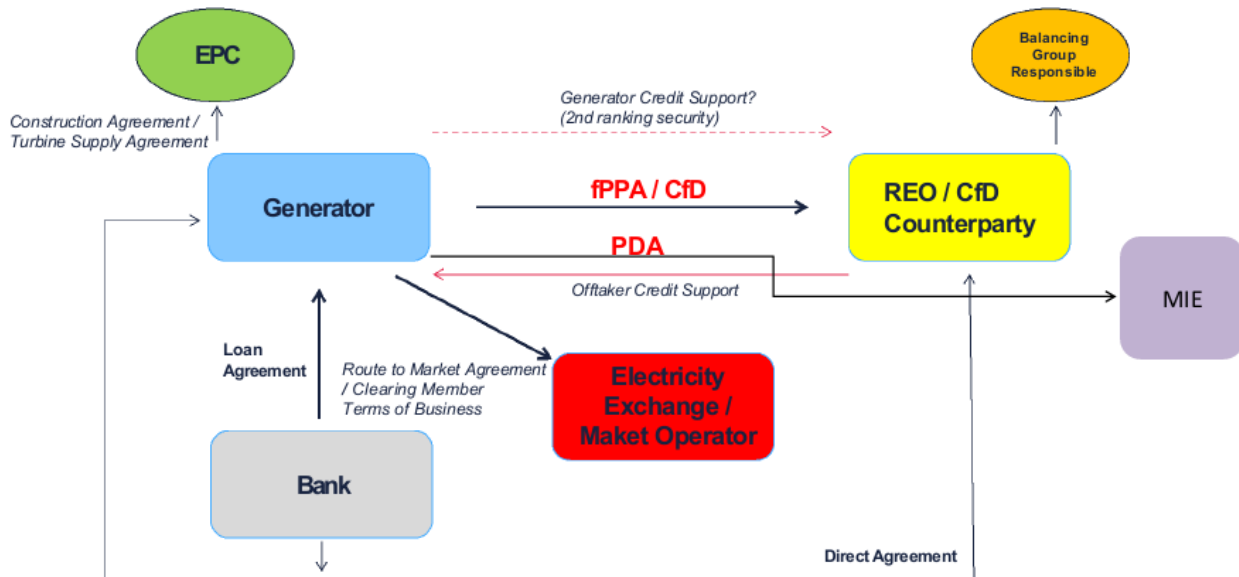 EPC
Balancing
Group
Responsible
Construction Agreement /
Turbine Supply Agreement
Generator Credit Support?
(2nd ranking security)
Generator
fPPA / CfD
REO / CfD
Counterparty
PDA
Offtaker Credit Support
MIE
Loan
Agreement
Route to Market Agreement
/ Clearing Member
Terms of Business
Electricity
Exchange /
Maket Operator
Bank
Direct Agreement